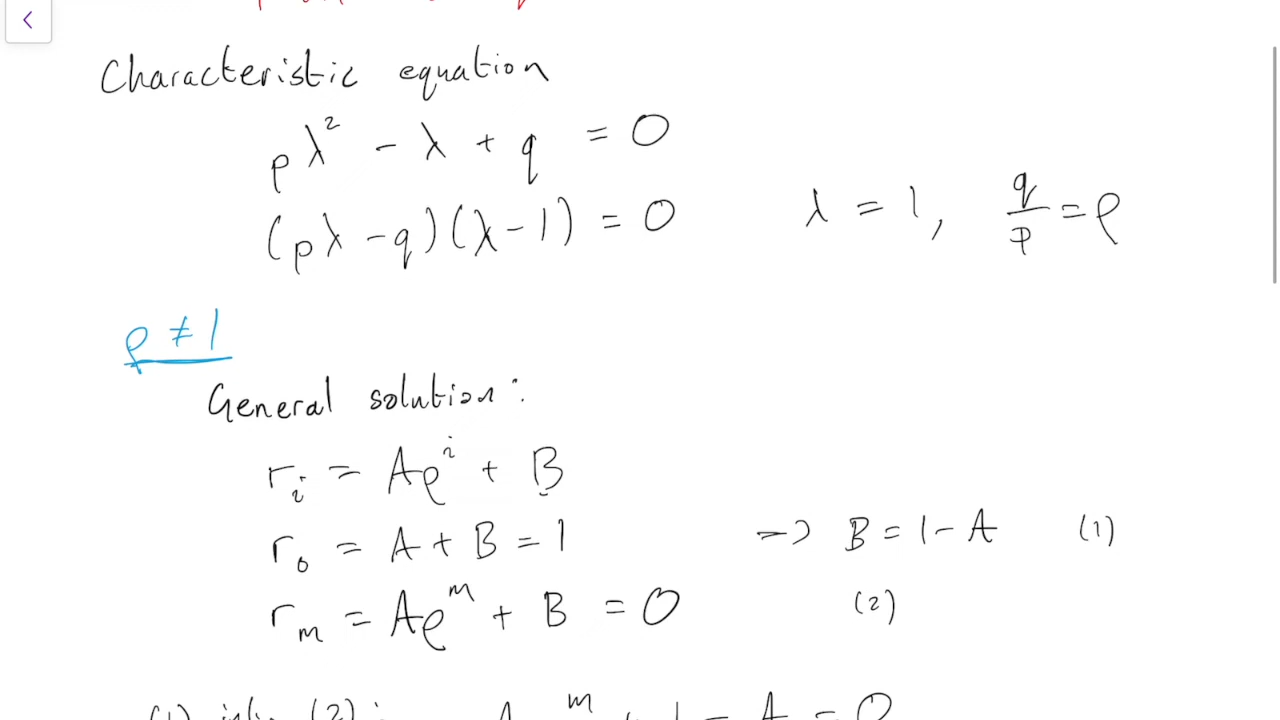 Characteristic equation
pλ² - λ + q = 0
(pλ - q)(λ - 1) = 0 λ = 1, q/p = ρ
ρ ≠ 1
General solution:
rᵢ = Aρⁱ + B
r₀ = A + B = 1 => B = 1 - A (1)
rₘ = Aρᵐ + B = 0 (2)